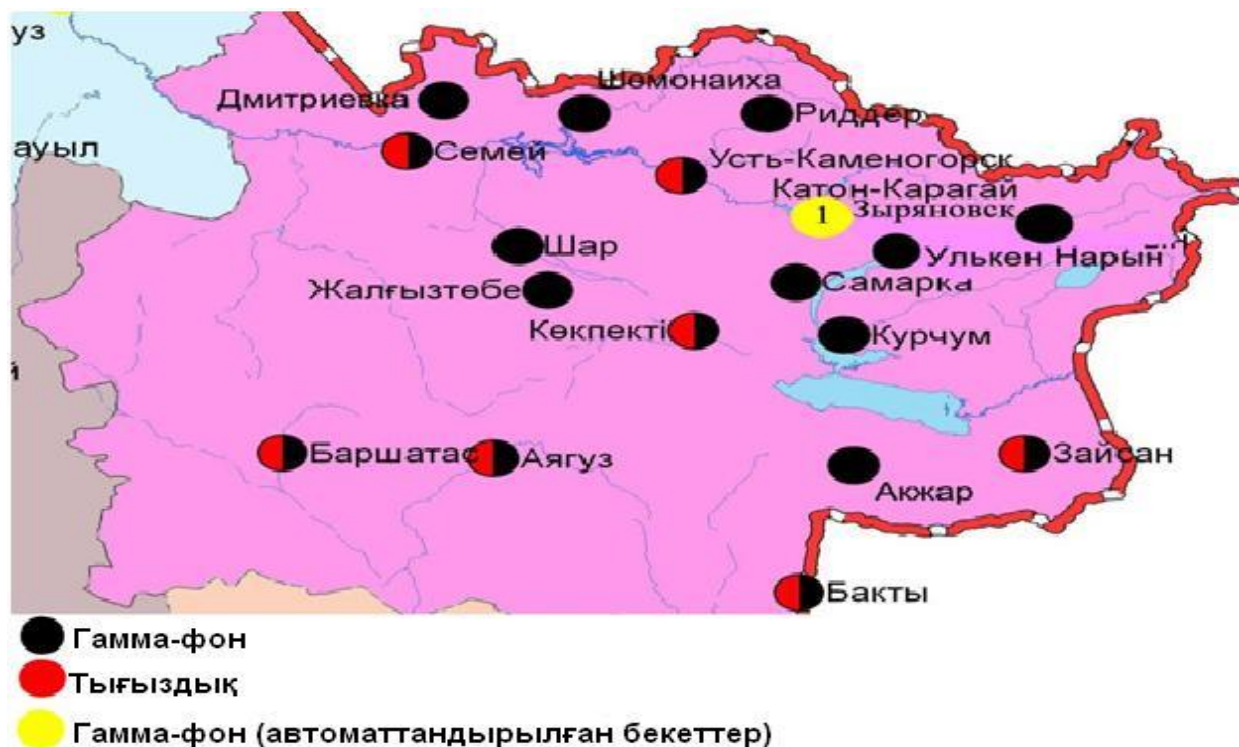 уз
Шемонаиха
Дмитриевка
Риддер
ауыл
Семей
Усть-Каменогорск
Катон-Карагай
1 Зыряновск
Шар
Улькен Нарын
Жалғызтөбе
Самарка
Көкпекті
Курчум
й
Баршатас
Аягуз
Зайсан
Акжар
Бакты
Гамма-фон
Тығыздық
Гамма-фон (автоматтандырылған бекеттер)